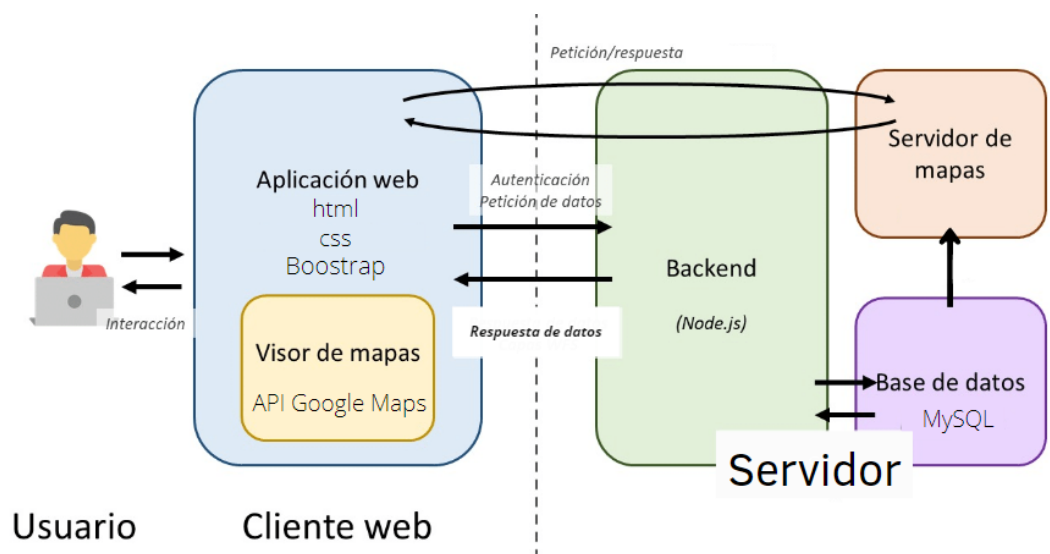 Petición/respuesta
Aplicación web
html
css
Boostrap
Autenticación
Petición de datos
Servidor de
mapas
Backend
(Node.js)
Interacción
Respuesta de datos
Visor de mapas
API Google Maps
Base de datos
MySQL
Servidor
Usuario
Cliente web